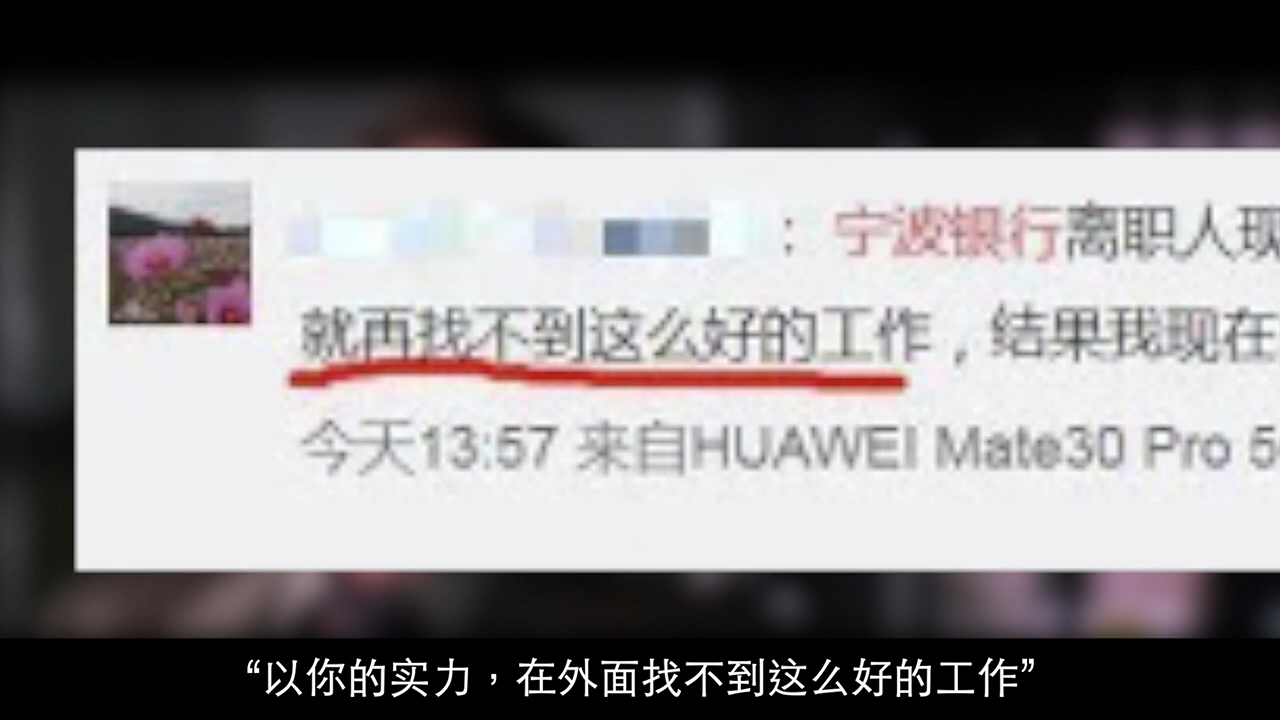 ：宁波银行离职人现
就再找不到这么好的工作，结果我现在
今天13:57 来自HUAWEI Mate30 Pro 5
“以你的实力，在外面找不到这么好的工作”